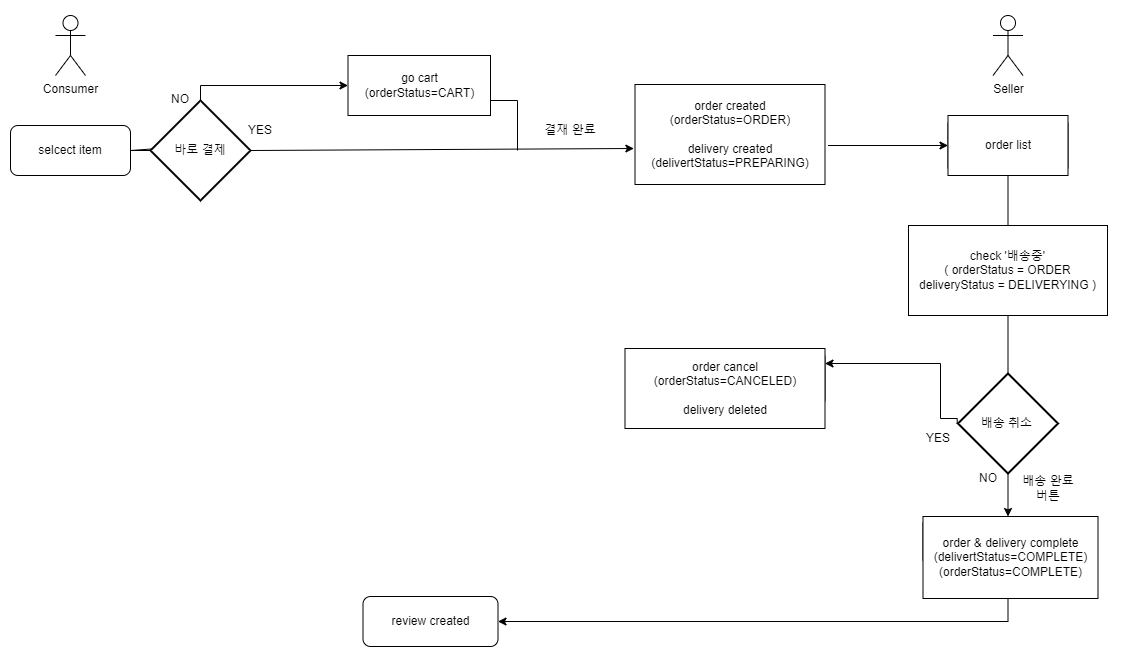 Consumer
Seller
selcect item
NO
바로 결제
YES
go cart
(orderStatus=CART)
결재 완료
order created
(orderStatus=ORDER)
delivery created
(delivertStatus=PREPARING)
order list
check '배송중'
( orderStatus = ORDER
deliveryStatus = DELIVERYING )
order cancel
(orderStatus=CANCELED)
delivery deleted
배송 취소
YES
NO
배송 완료
버튼
order & delivery complete
(delivertStatus=COMPLETE)
(orderStatus=COMPLETE)
review created